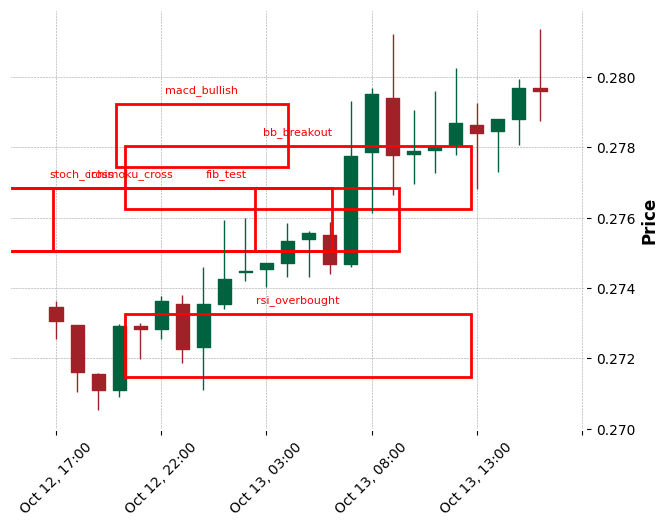 macd_bullish
0.280
bb_breakout
0.278
stoch_cross
ichimoku_cross
fib_test
0.276
Price
0.274
rsi_overbought
0.272
0.270
Oct 12, 17:00
Oct 12, 22:00
Oct 13, 03:00
Oct 13, 08:00
Oct 13, 13:00